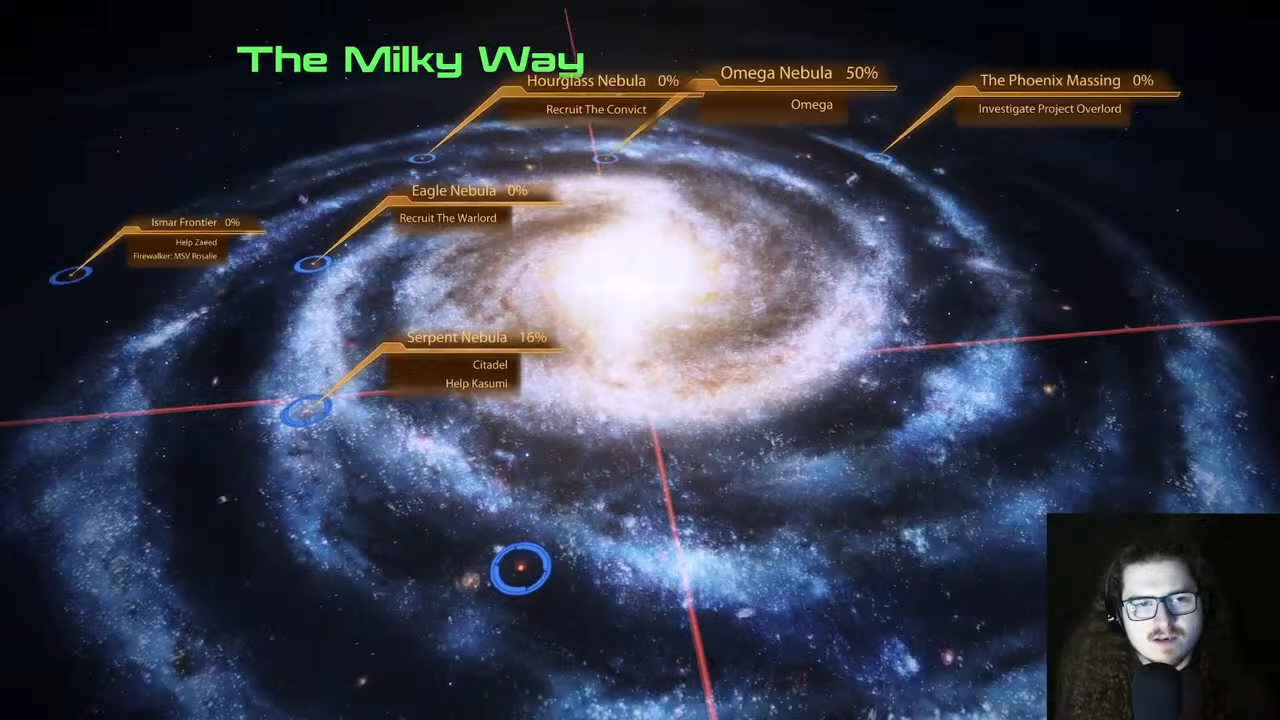 The Milky Way
Hourglass Nebula 0%
Recruit The Convict
Omega Nebula 50%
Omega
The Phoenix Massing 0%
Investigate Project Overlord
Eagle Nebula 0%
Recruit The Warlord
Ismar Frontier 0%
Help Zaeed
Firewalker: MSV Rosalie
Serpent Nebula 16%
Citadel
Help Kasumi